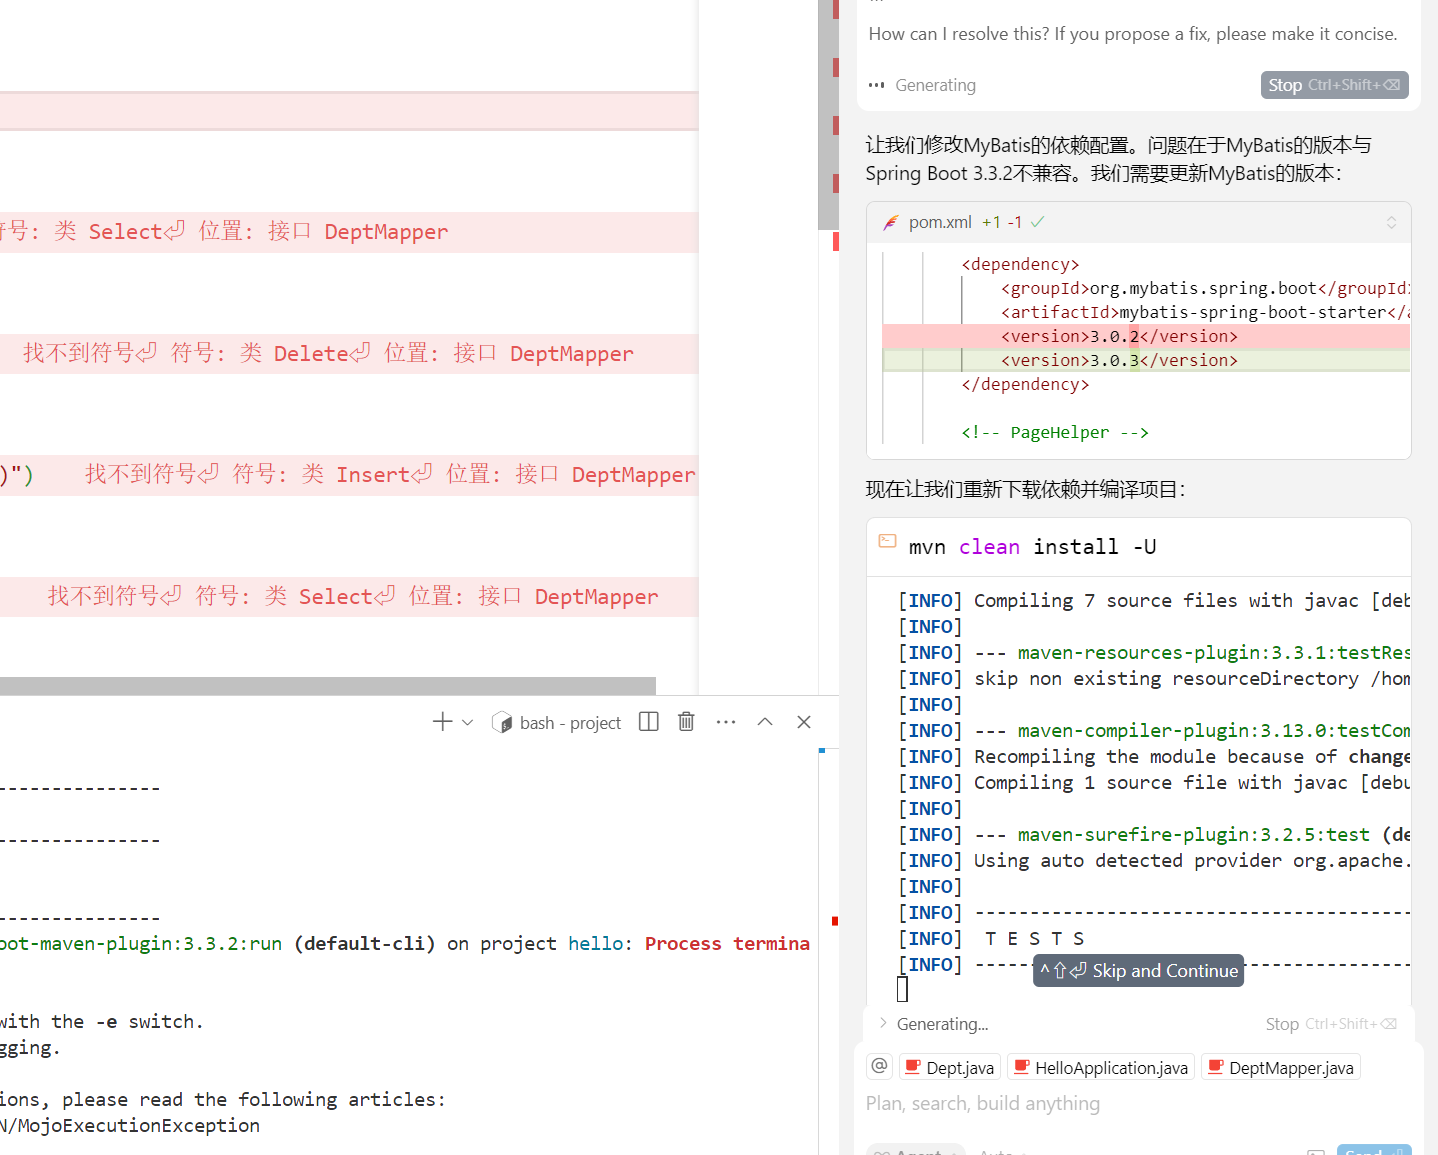 符号: 类 Select⏎ 位置: 接口 DeptMapper
找不到符号⏎ 符号: 类 Delete⏎ 位置: 接口 DeptMapper
)") 找不到符号⏎ 符号: 类 Insert⏎ 位置: 接口 DeptMapper
找不到符号⏎ 符号: 类 Select⏎ 位置: 接口 DeptMapper
bash - project
---------------
---------------
---------------
oot-maven-plugin:3.3.2:run (default-cli) on project hello: Process termina
with the -e switch.
gging.
ions, please read the following articles:
N/MojoExecutionException
How can I resolve this? If you propose a fix, please make it concise.
Generating
Stop Ctrl+Shift+⌫
让我们修改MyBatis的依赖配置。问题在于MyBatis的版本与
Spring Boot 3.3.2不兼容。我们需要更新MyBatis的版本：
pom.xml +1 -1
<dependency>
<groupId>org.mybatis.spring.boot</groupId>
<artifactId>mybatis-spring-boot-starter</a
<version>3.0.2</version>
<version>3.0.3</version>
</dependency>
<!-- PageHelper -->
现在让我们重新下载依赖并编译项目：
mvn clean install -U
[INFO] Compiling 7 source files with javac [deb
[INFO]
[INFO] --- maven-resources-plugin:3.3.1:testRes
[INFO] skip non existing resourceDirectory /hom
[INFO]
[INFO] --- maven-compiler-plugin:3.13.0:testCom
[INFO] Recompiling the module because of change
[INFO] Compiling 1 source file with javac [debu
[INFO]
[INFO] --- maven-surefire-plugin:3.2.5:test (de
[INFO] Using auto detected provider org.apache.
[INFO]
[INFO] ----------------------------------------
[INFO] T E S T S
[INFO] ----------------------------------------
^⇧⏎ Skip and Continue
Generating...
Stop Ctrl+Shift+⌫
@ Dept.java HelloApplication.java DeptMapper.java
Plan, search, build anything
Agent Auto Send